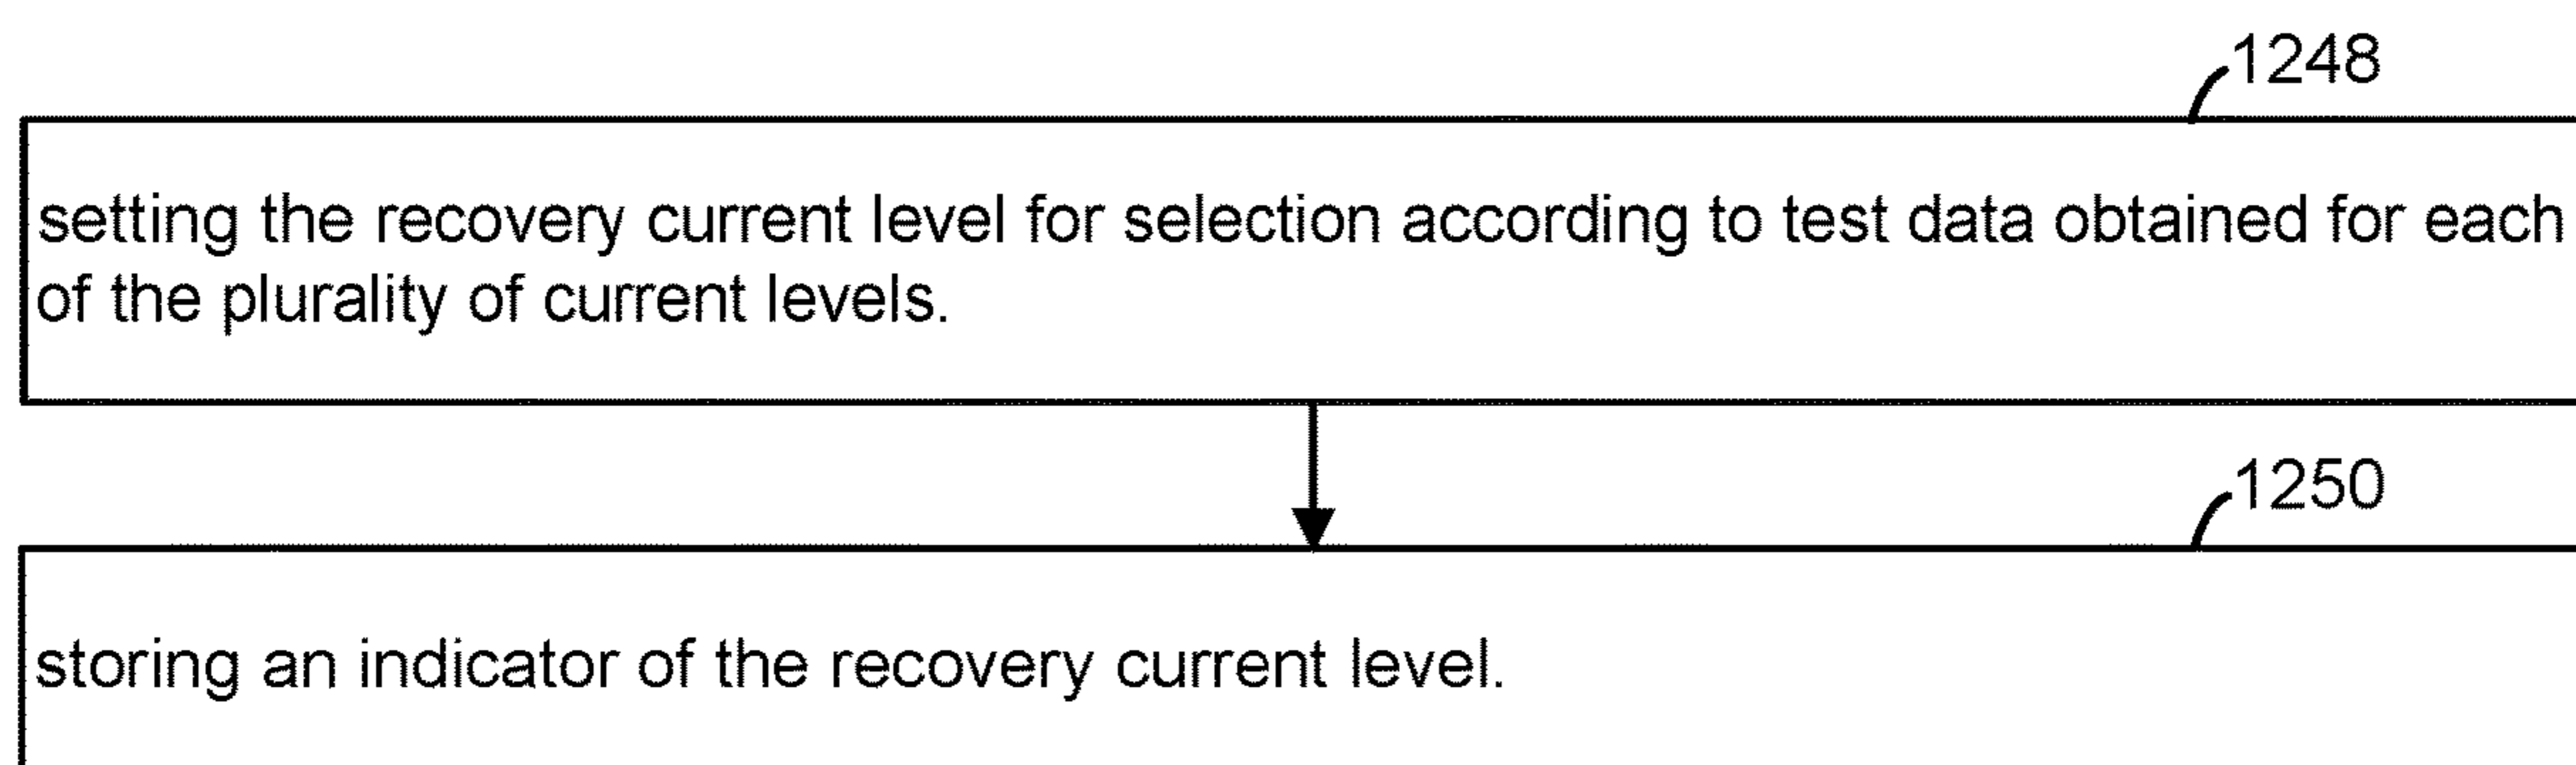 1248
setting the recovery current level for selection according to test data obtained for each
of the plurality of current levels.
1250
storing an indicator of the recovery current level.